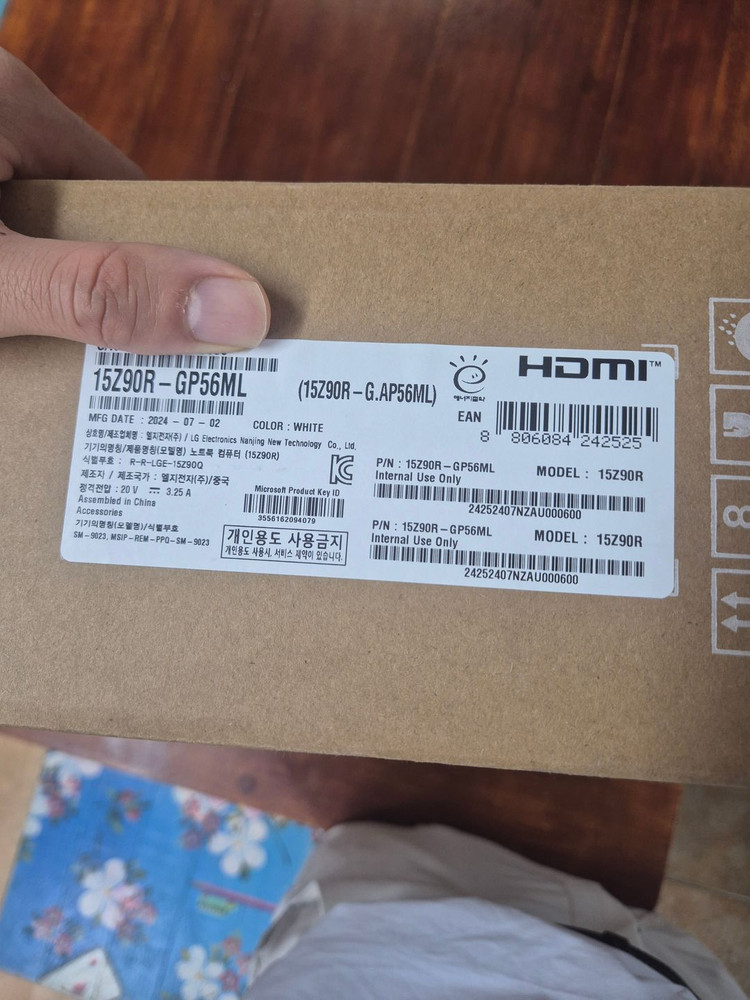 15Z90R-GP56ML
(15Z90R-G.AP56ML)
MFG DATE : 2024-07-02
COLOR : WHITE
상호명/제조업체명 : 엘지전자(주) / LG Electronics Nanjing New Technology Co., Ltd.
기기의명칭/제품명칭(모델명) 노트북 컴퓨터 (15Z90R)
식별부호 : R-R-LGE-15Z90Q
제조자 / 제조국가 : 엘지전자(주)/중국
정격전압 : 20 V ⎓ 3.25 A
Assembled in China
Accessories
기기의명칭(모델명)/식별부호
SM-9023, MSIP-REM-PPQ-SM-9023
Microsoft Product Key ID
3556162094079
개인용도 사용금지
개인용도 사용시, 서비스 제약이 있습니다.
에너지절약
HDMI™
EAN
8 806084 242525
P/N : 15Z90R-GP56ML
MODEL : 15Z90R
Internal Use Only
24252407NZAU000600
P/N : 15Z90R-GP56ML
MODEL : 15Z90R
Internal Use Only
24252407NZAU000600
8